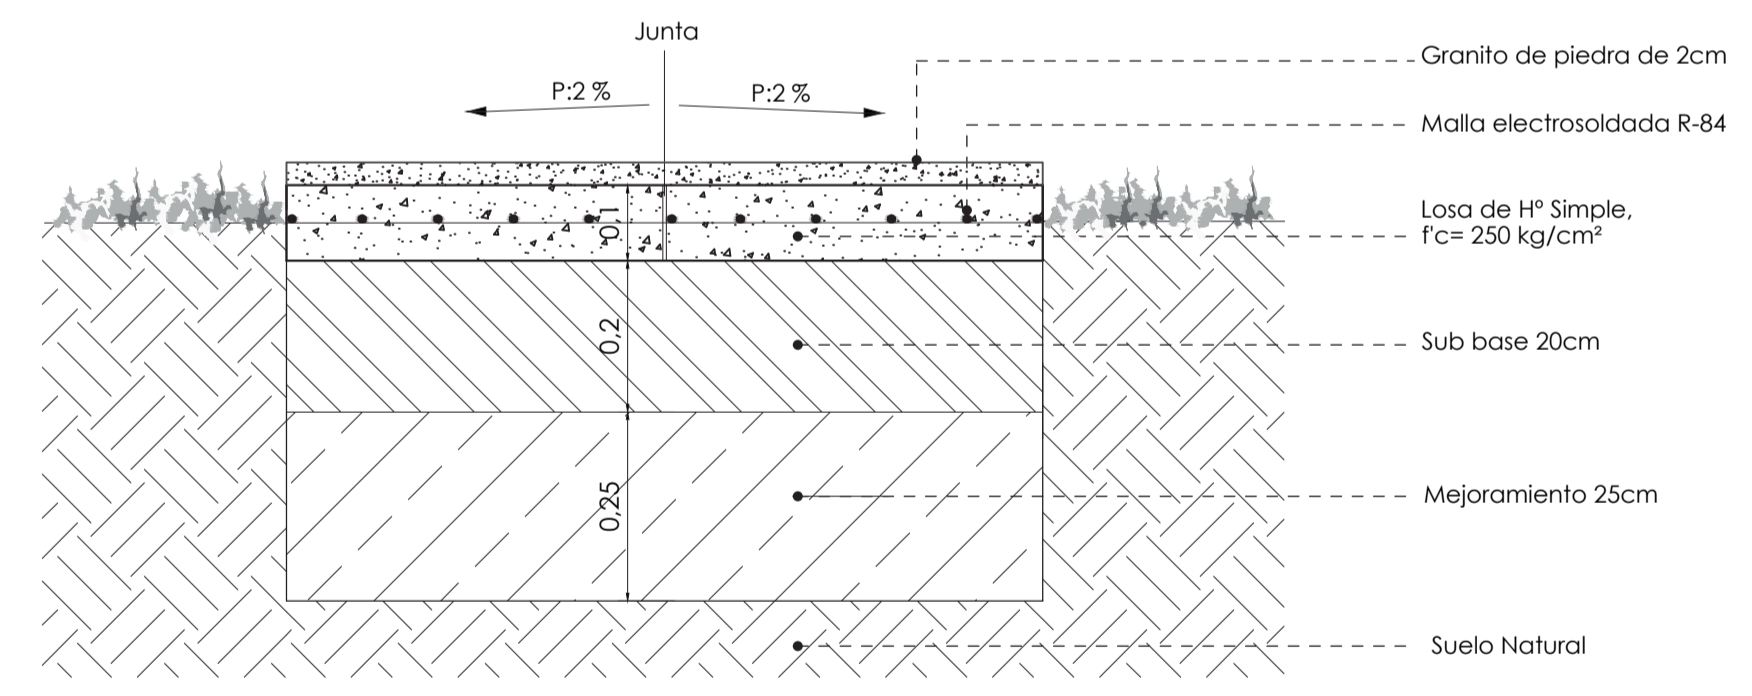 Junta
P:2 %
P:2 %
Granito de piedra de 2cm
Malla electrosoldada R-84
Losa de Hº Simple,
f'c= 250 kg/cm²
0,1
Sub base 20cm
0,2
Mejoramiento 25cm
0,25
Suelo Natural